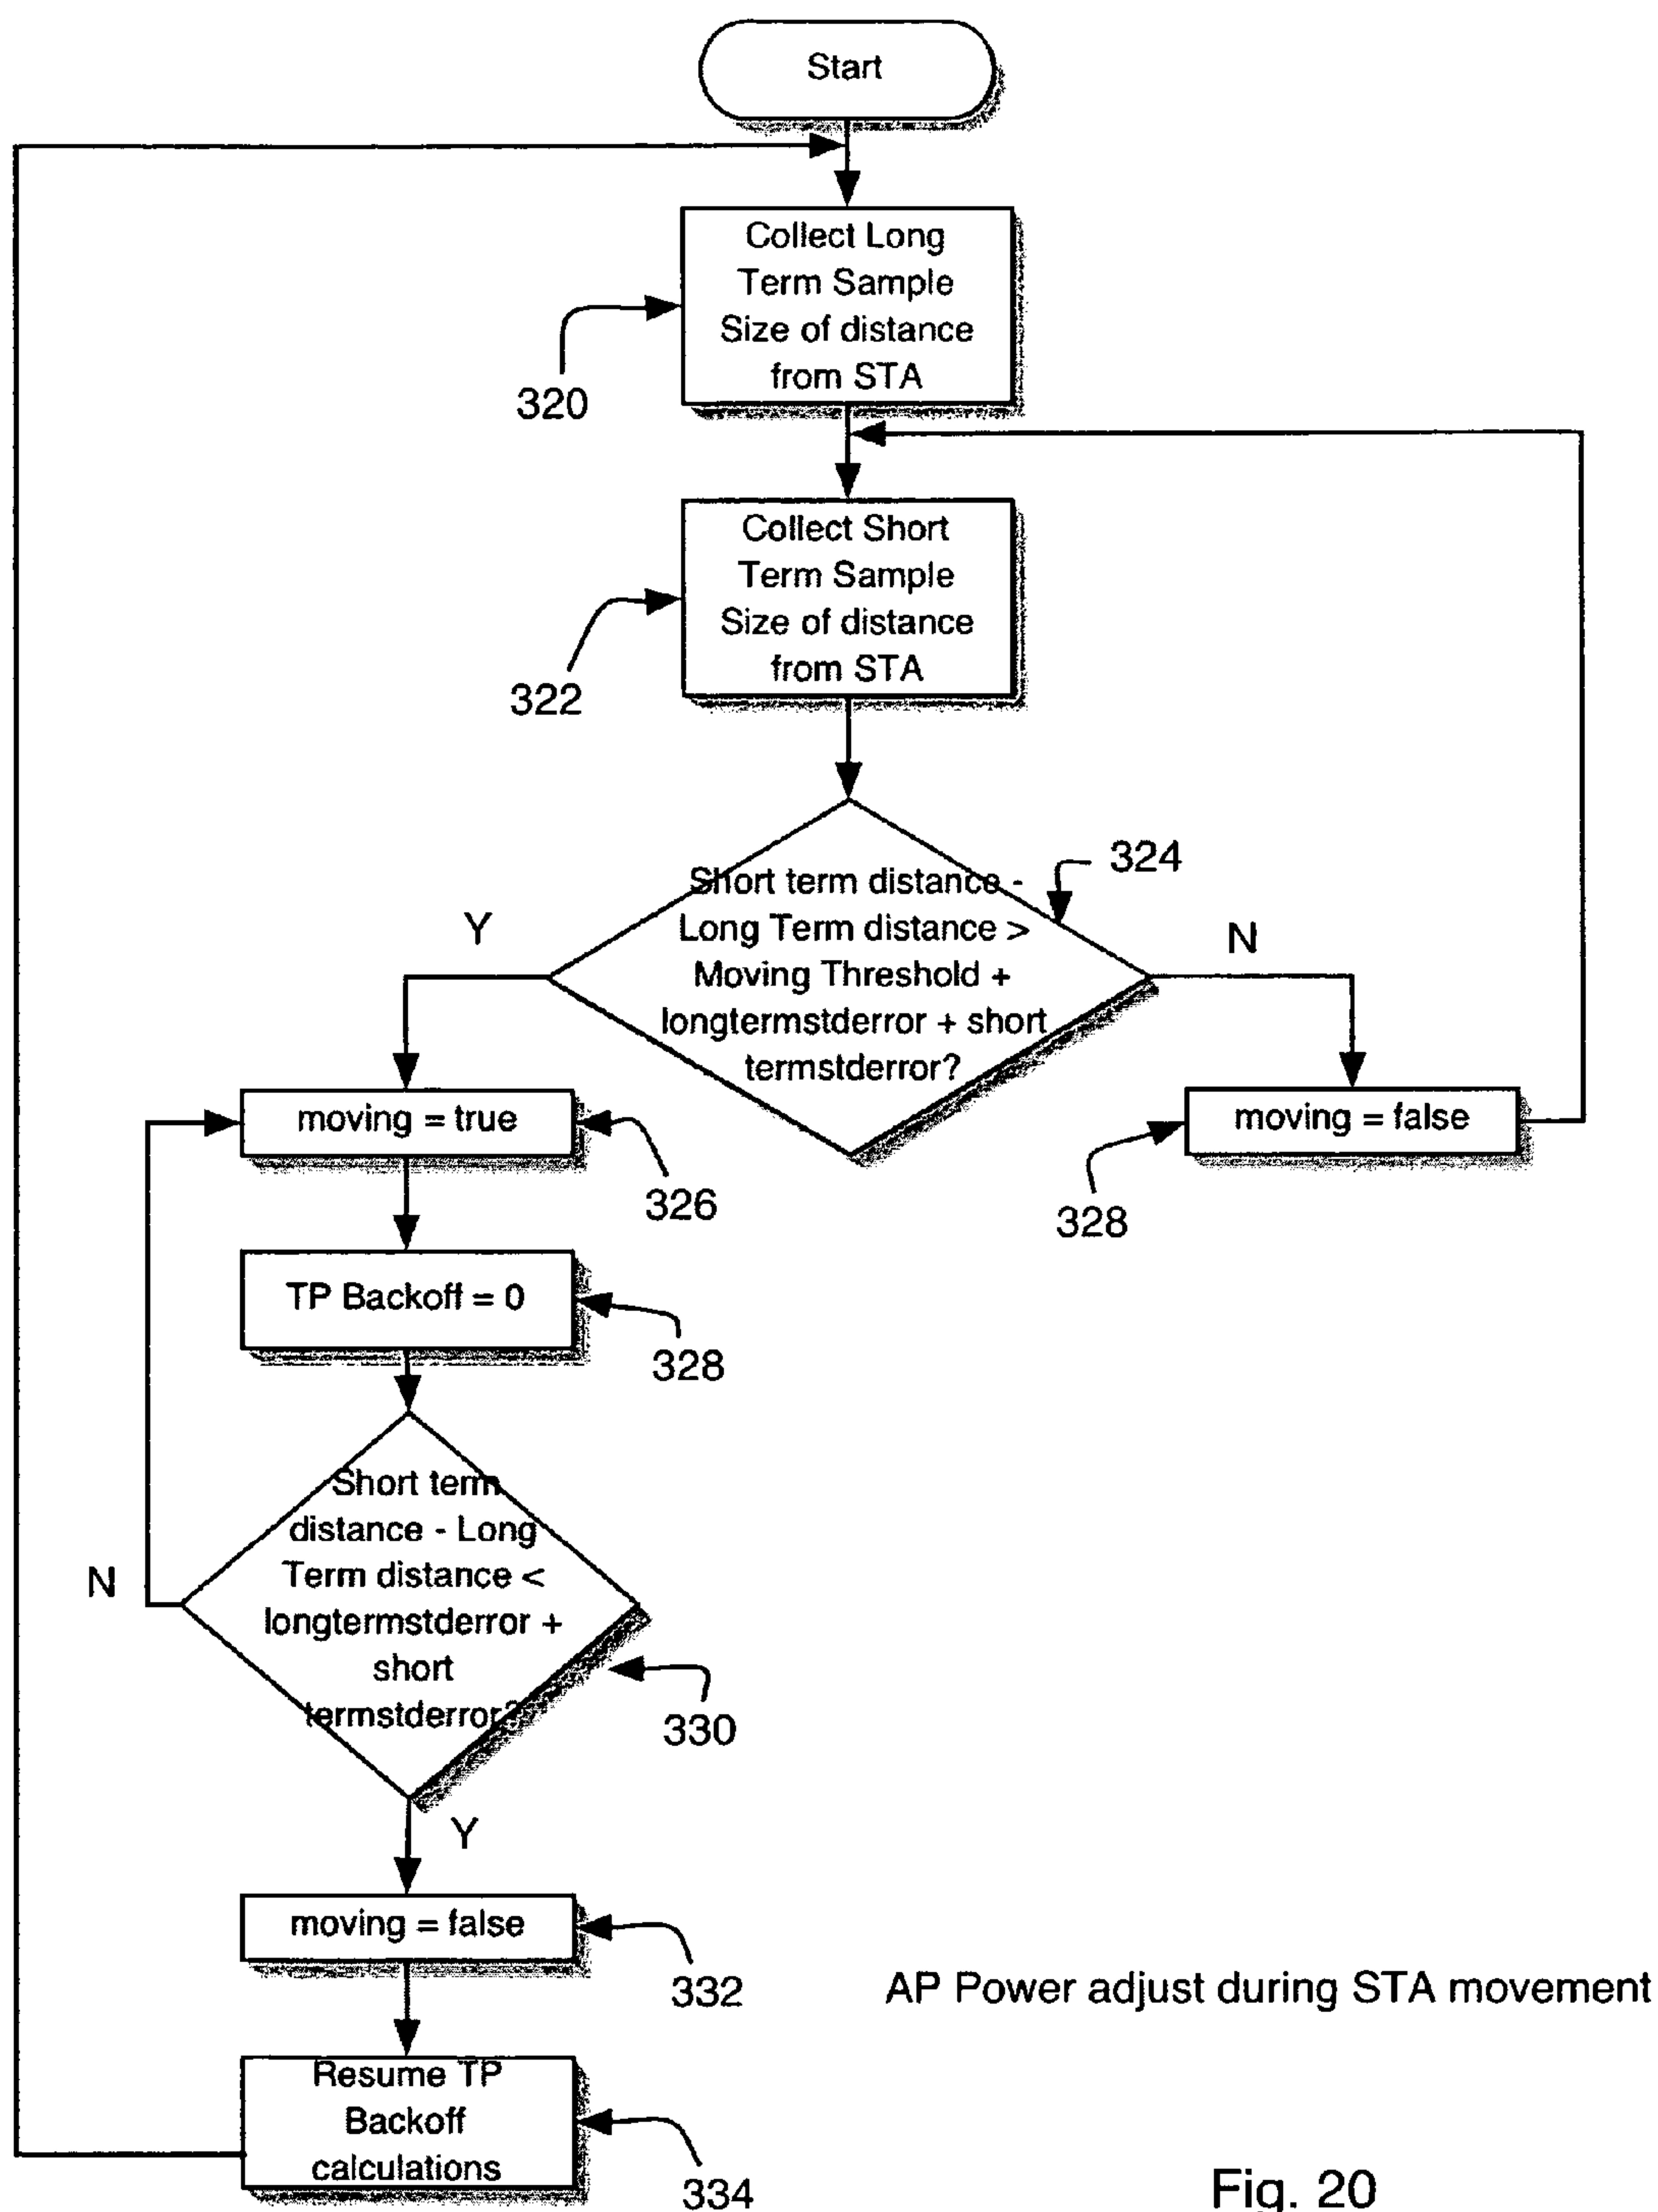 Start
Collect Long
Term Sample
Size of distance
from STA
320
Collect Short
Term Sample
Size of distance
from STA
322
Short term distance -
Long Term distance >
Moving Threshold +
longtermstderror + short
termstderror?
324
Y
N
moving = true
326
moving = false
328
TP Backoff = 0
328
Short term
distance - Long
Term distance <
longtermstderror +
short
termstderror?
330
N
Y
moving = false
332
Resume TP
Backoff
calculations
334
AP Power adjust during STA movement
Fig. 20